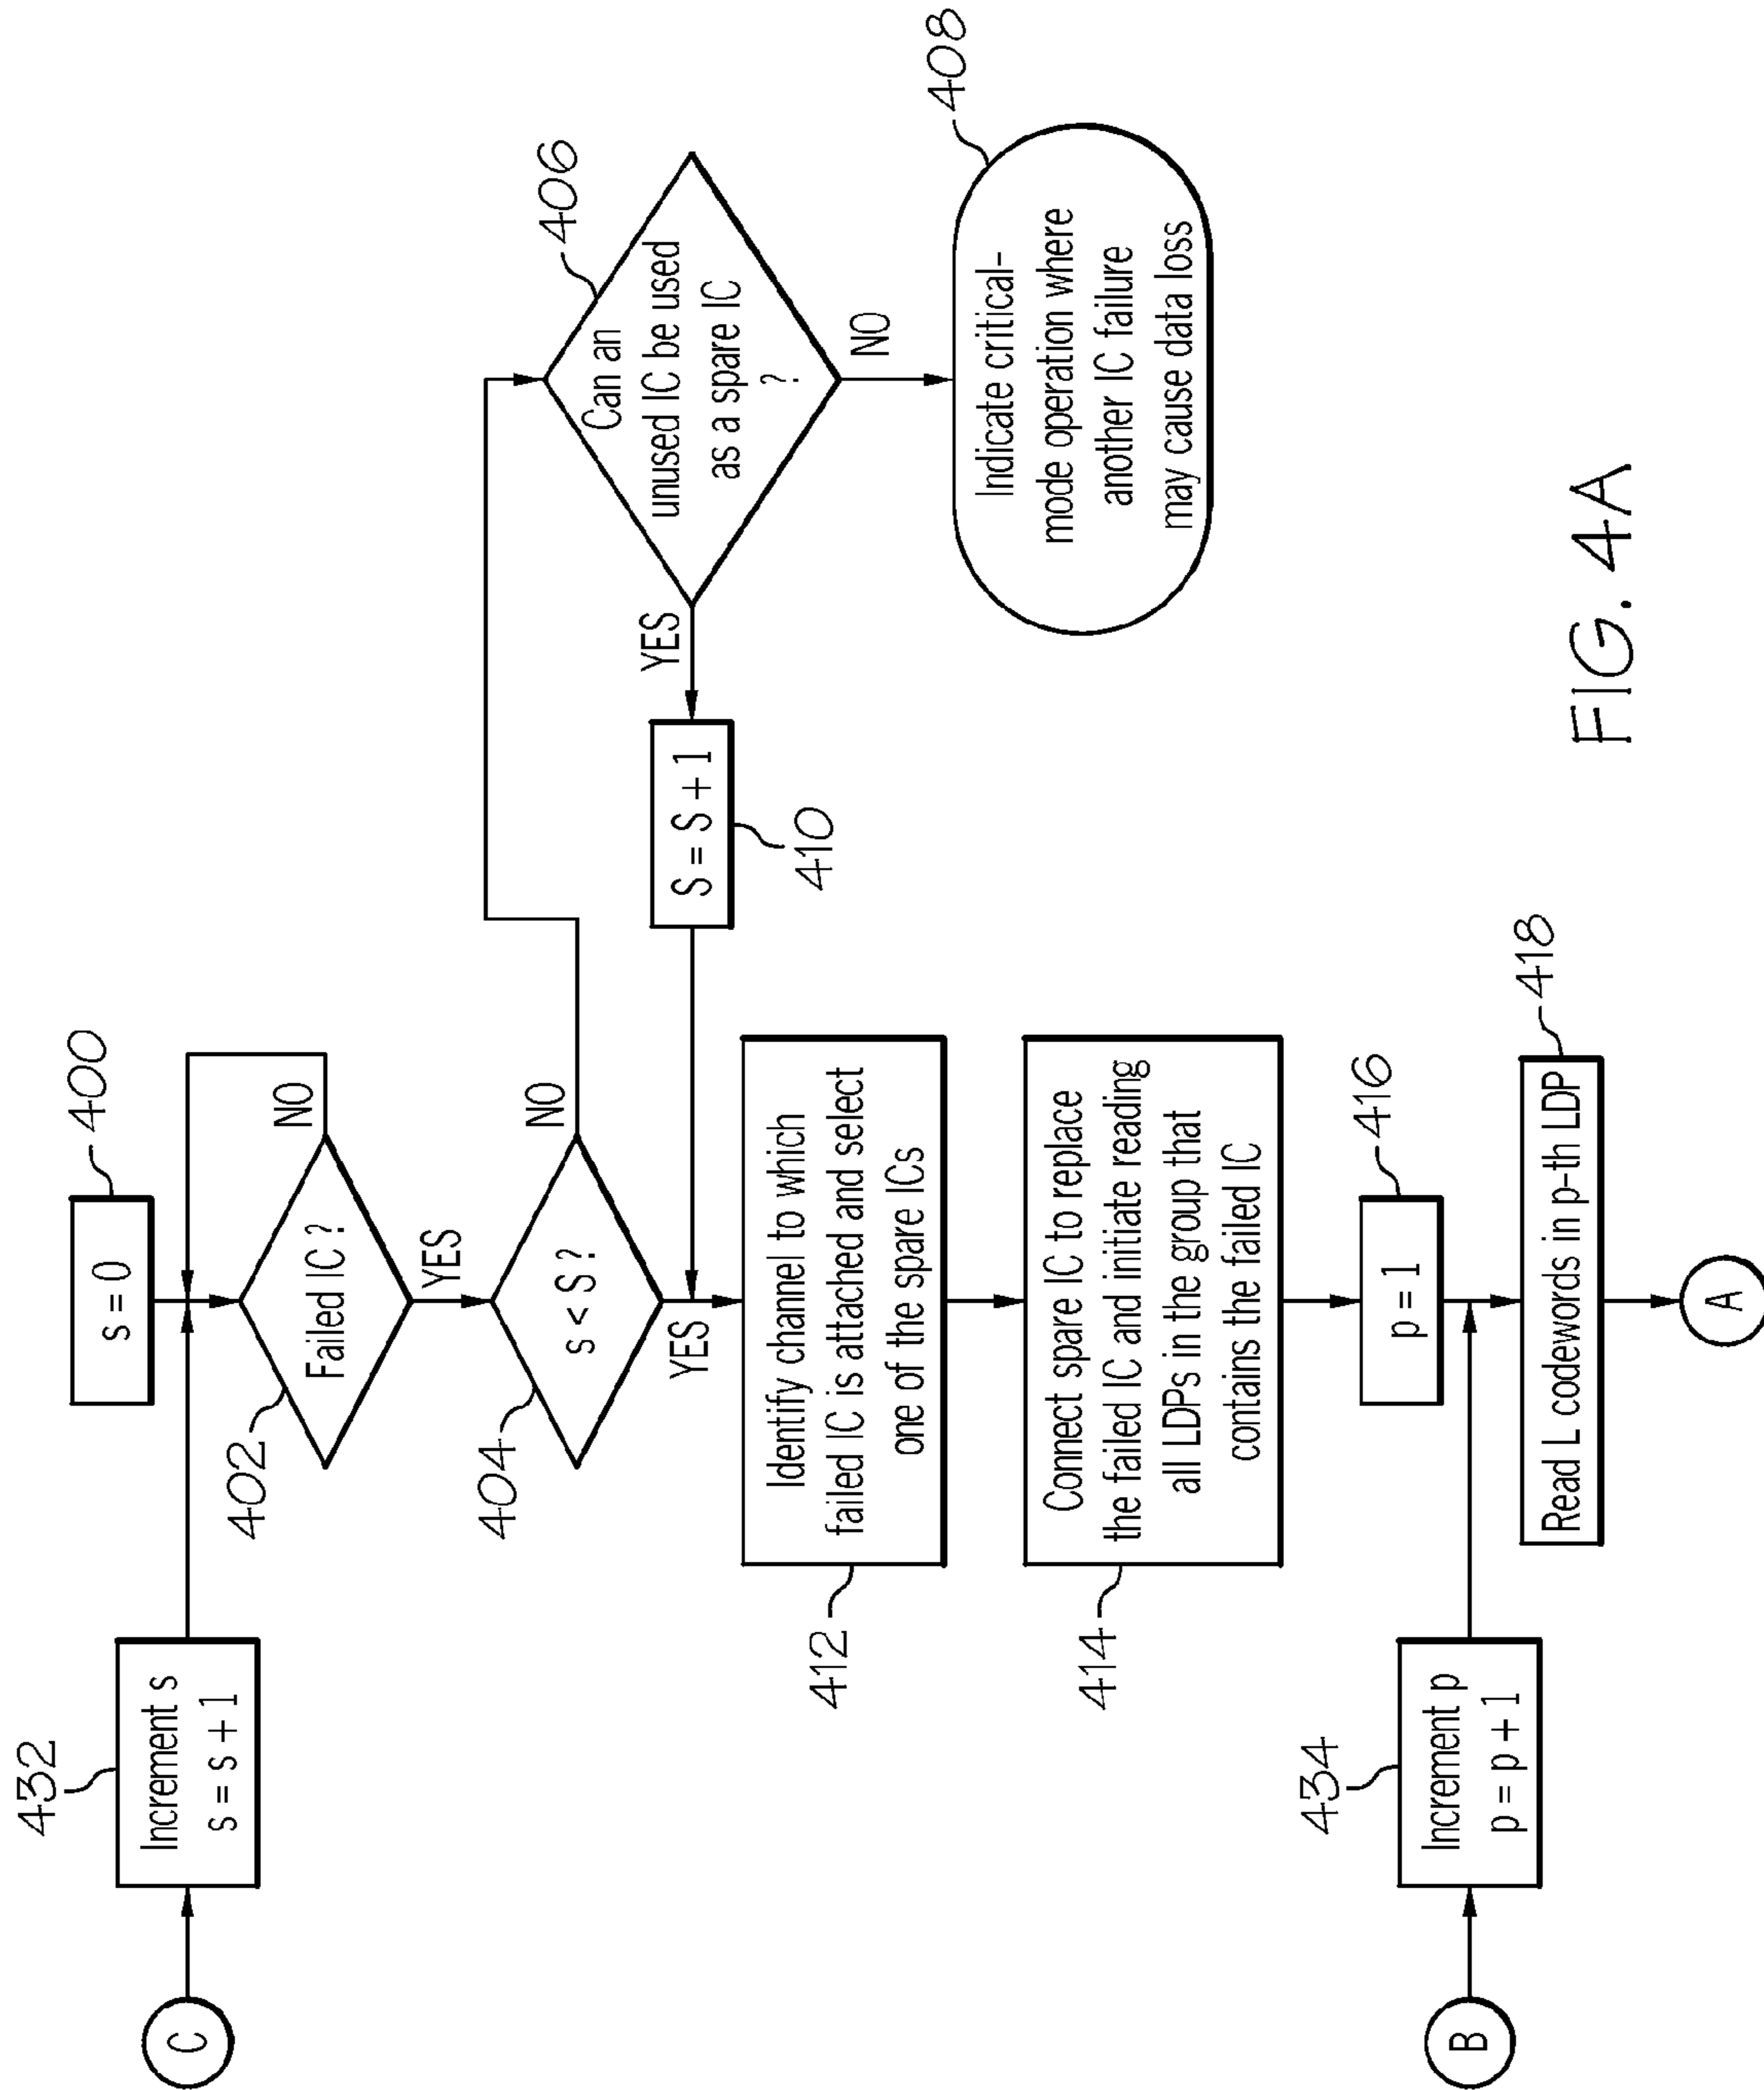 400
s = 0
432
Increment s
s = s + 1
C
402
Failed IC ?
NO
YES
404
s < S ?
NO
YES
406
Can an
unused IC be used
as a spare IC
?
YES
NO
408
Indicate critical-
mode operation where
another IC failure
may cause data loss
S = S + 1
410
412
Identify channel to which
failed IC is attached and select
one of the spare ICs
414
Connect spare IC to replace
the failed IC and initiate reading
all LDPs in the group that
contains the failed IC
416
p = 1
434
Increment p
p = p + 1
B
418
Read L codewords in p-th LDP
A
FIG. 4A